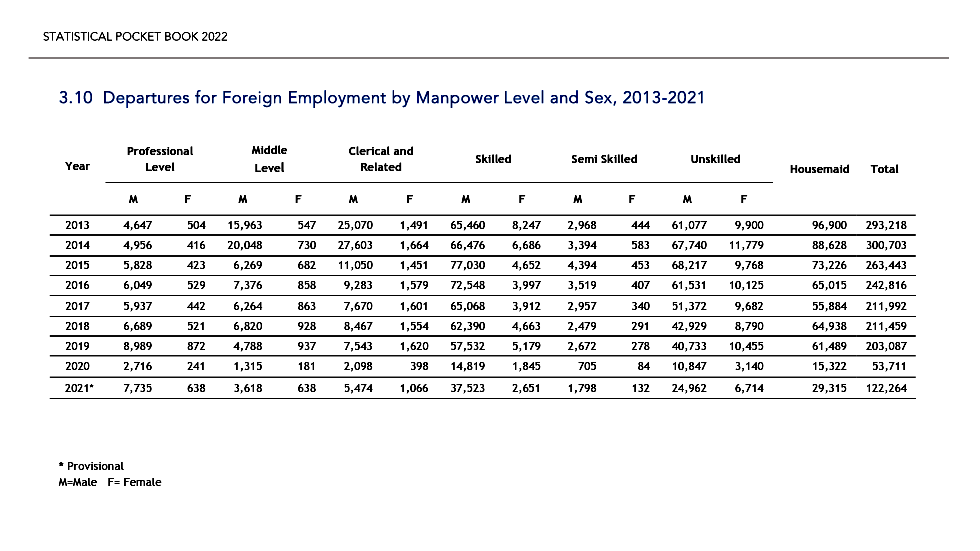 STATISTICAL POCKET BOOK 2022
3.10 Departures for Foreign Employment by Manpower Level and Sex, 2013-2021
Year Professional Level Middle Level Clerical and Related Skilled Semi Skilled Unskilled Housemaid Total
M F M F M F M F M F M F
2013 4,647 504 15,963 547 25,070 1,491 65,460 8,247 2,968 444 61,077 9,900 96,900 293,218
2014 4,956 416 20,048 730 27,603 1,664 66,476 6,686 3,394 583 67,740 11,779 88,628 300,703
2015 5,828 423 6,269 682 11,050 1,451 77,030 4,652 4,394 453 68,217 9,768 73,226 263,443
2016 6,049 529 7,376 858 9,283 1,579 72,548 3,997 3,519 407 61,531 10,125 65,015 242,816
2017 5,937 442 6,264 863 7,670 1,601 65,068 3,912 2,957 340 51,372 9,682 55,884 211,992
2018 6,689 521 6,820 928 8,467 1,554 62,390 4,663 2,479 291 42,929 8,790 64,938 211,459
2019 8,989 872 4,788 937 7,543 1,620 57,532 5,179 2,672 278 40,733 10,455 61,489 203,087
2020 2,716 241 1,315 181 2,098 398 14,819 1,845 705 84 10,847 3,140 15,322 53,711
2021* 7,735 638 3,618 638 5,474 1,066 37,523 2,651 1,798 132 24,962 6,714 29,315 122,264
* Provisional
M=Male F= Female